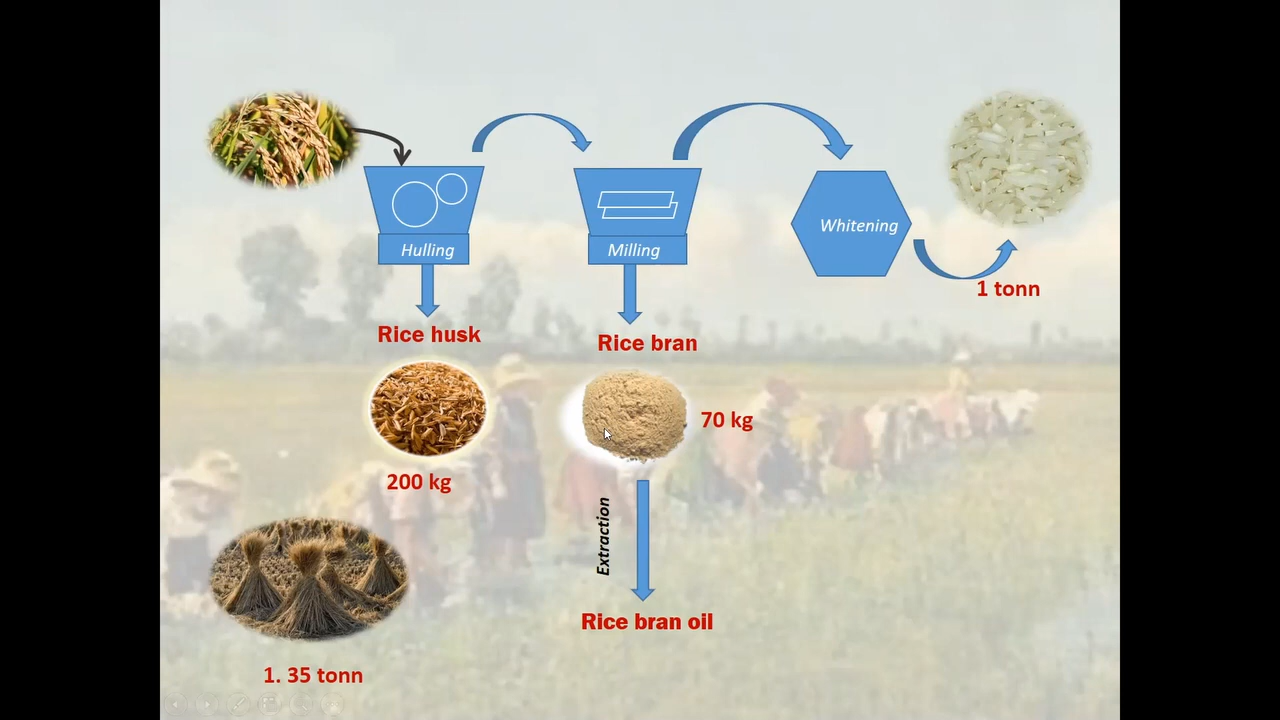 Hulling
Milling
Whitening
1 tonn
Rice husk
Rice bran
70 kg
200 kg
Extraction
Rice bran oil
1. 35 tonn